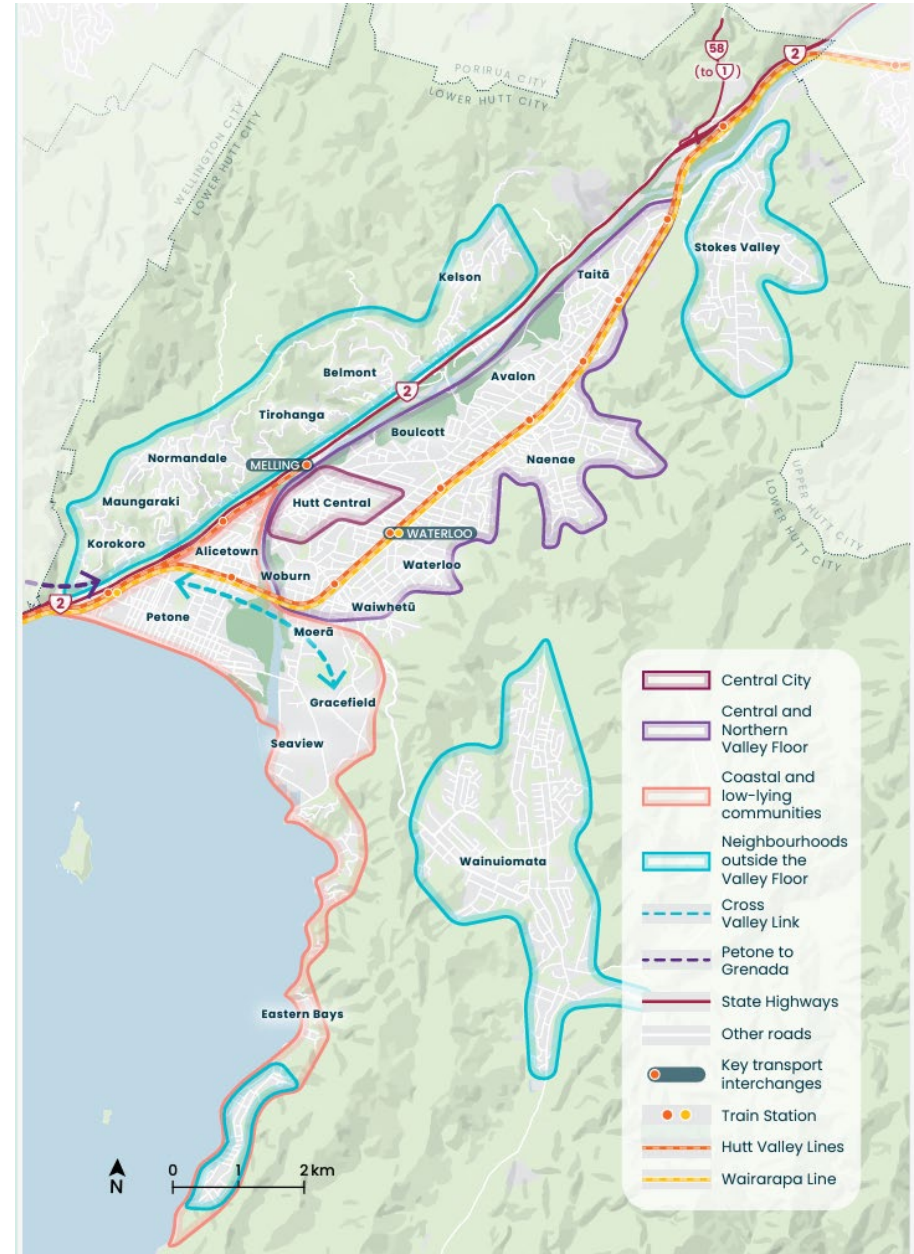 58
(to 1)
2
PORIRUA CITY
LOWER HUTT CITY
WELLINGTON CITY
LOWER HUTT CITY
Stokes Valley
Kelson
Taitā
Belmont
2
Avalon
Tirohanga
Boulcott
Normandale
MELLING
Naenae
UPPER HUTT CITY
LOWER HUTT CITY
Maungaraki
Hutt Central
Korokoro
Alicetown
WATERLOO
Waterloo
Woburn
2
Petone
Waiwhetū
Moerā
Gracefield
Seaview
Wainuiomata
Eastern Bays
N
0 1 2 km
Central City
Central and
Northern
Valley Floor
Coastal and
low-lying
communities
Neighbourhoods
outside the
Valley Floor
Cross
Valley Link
Petone to
Grenada
State Highways
Other roads
Key transport
interchanges
Train Station
Hutt Valley Lines
Wairarapa Line